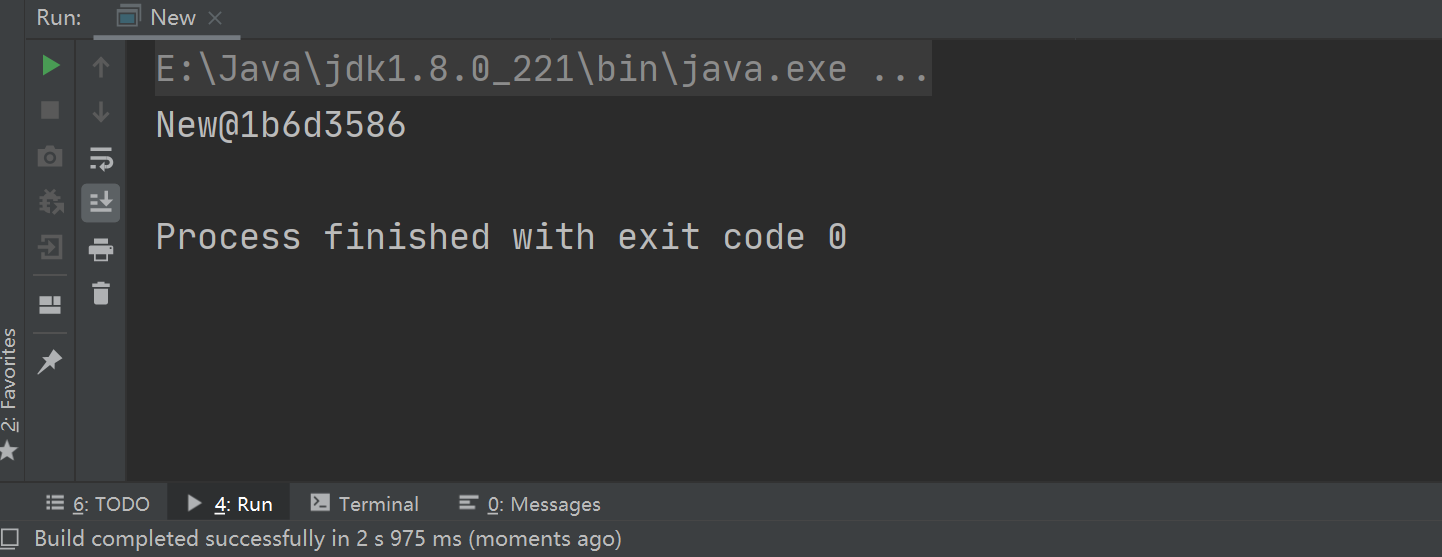 Run: New
E:\Java\jdk1.8.0_221\bin\java.exe ...
New@1b6d3586
Process finished with exit code 0
2: Favorites
6: TODO 4: Run Terminal 0: Messages
Build completed successfully in 2 s 975 ms (moments ago)